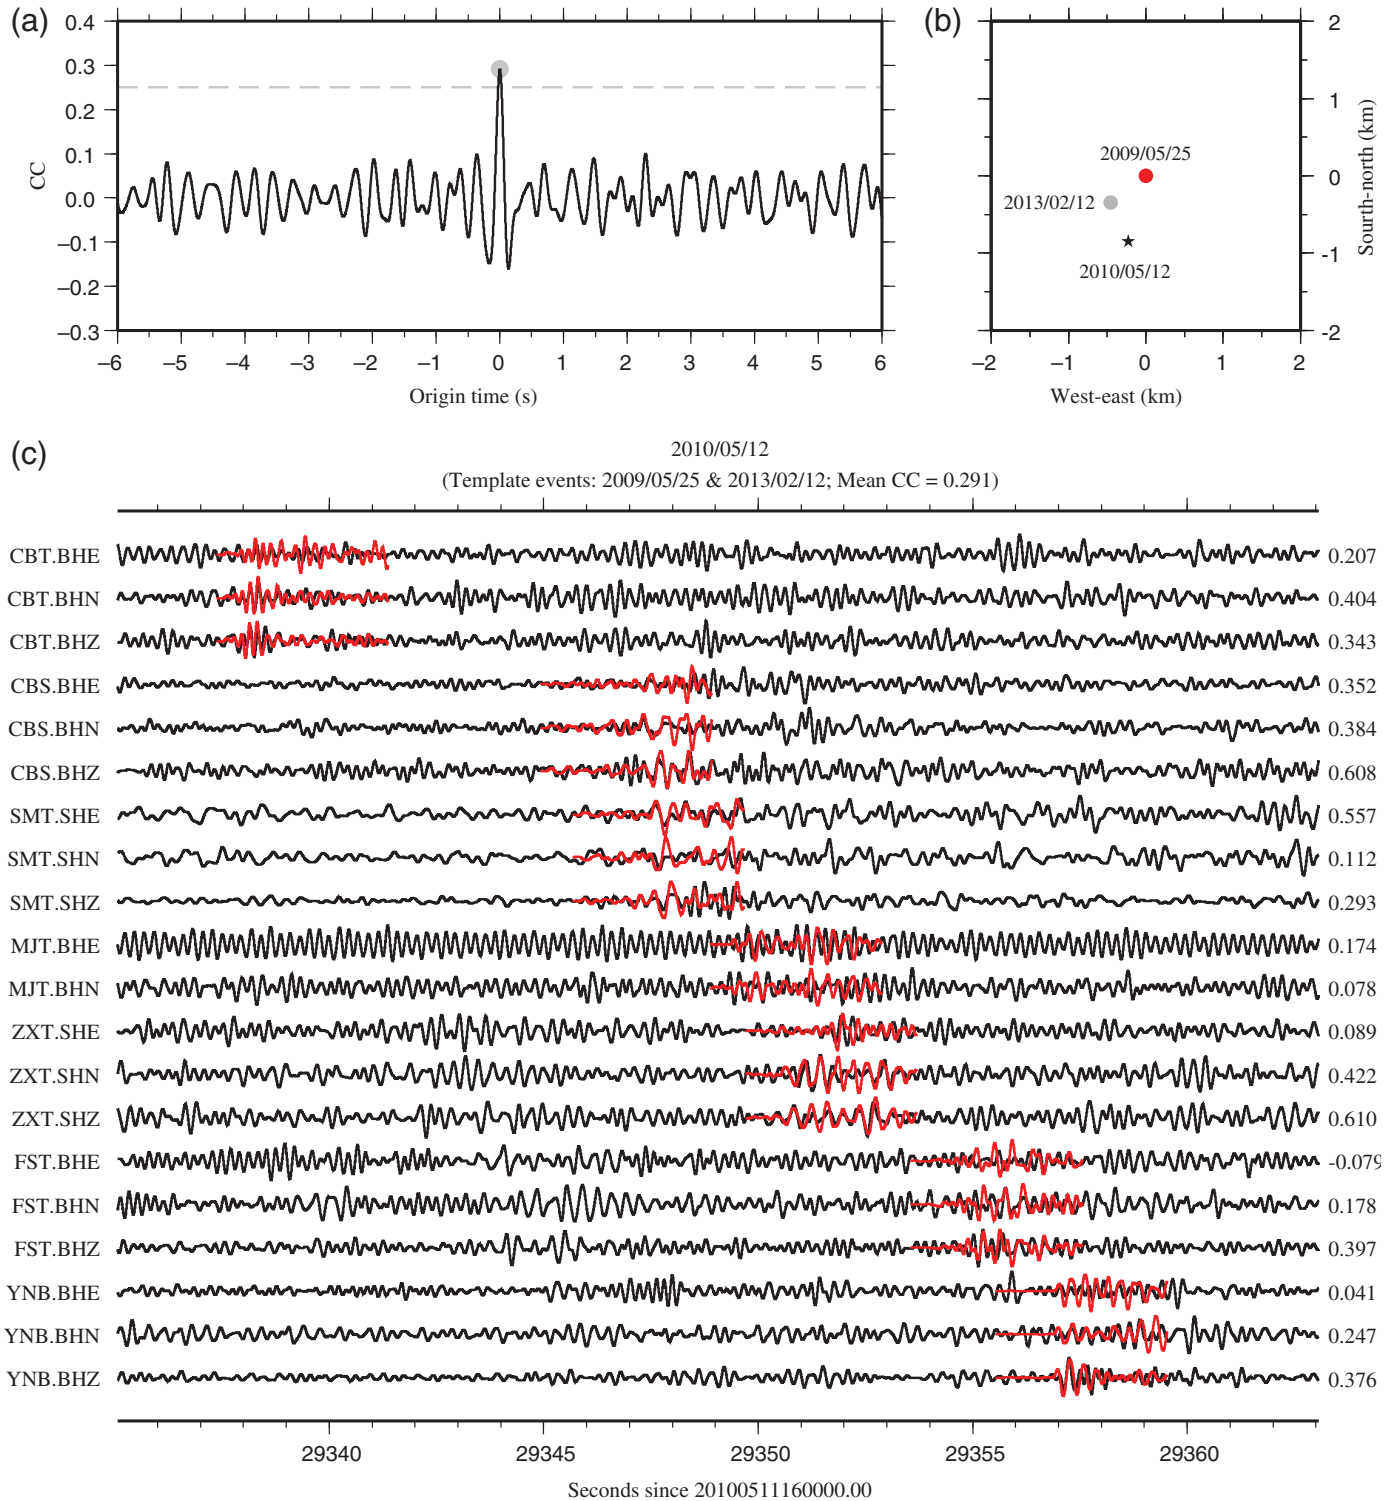 (a)
0.4
0.3
0.2
0.1
0.0
−0.1
−0.2
−0.3
CC
−6 −5 −4 −3 −2 −1 0 1 2 3 4 5 6
Origin time (s)
(b)
2
1
0
-1
-2
Sourth-north (km)
2009/05/25
2013/02/12
2010/05/12
−2 −1 0 1 2
West-east (km)
(c)
2010/05/12
(Template events: 2009/05/25 & 2013/02/12; Mean CC = 0.291)
CBT.BHE 0.207
CBT.BHN 0.404
CBT.BHZ 0.343
CBS.BHE 0.352
CBS.BHN 0.384
CBS.BHZ 0.608
SMT.SHE 0.557
SMT.SHN 0.112
SMT.SHZ 0.293
MJT.BHE 0.174
MJT.BHN 0.078
ZXT.SHE 0.089
ZXT.SHN 0.422
ZXT.SHZ 0.610
FST.BHE -0.079
FST.BHN 0.178
FST.BHZ 0.397
YNB.BHE 0.041
YNB.BHN 0.247
YNB.BHZ 0.376
29340 29345 29350 29355 29360
Seconds since 20100511160000.00